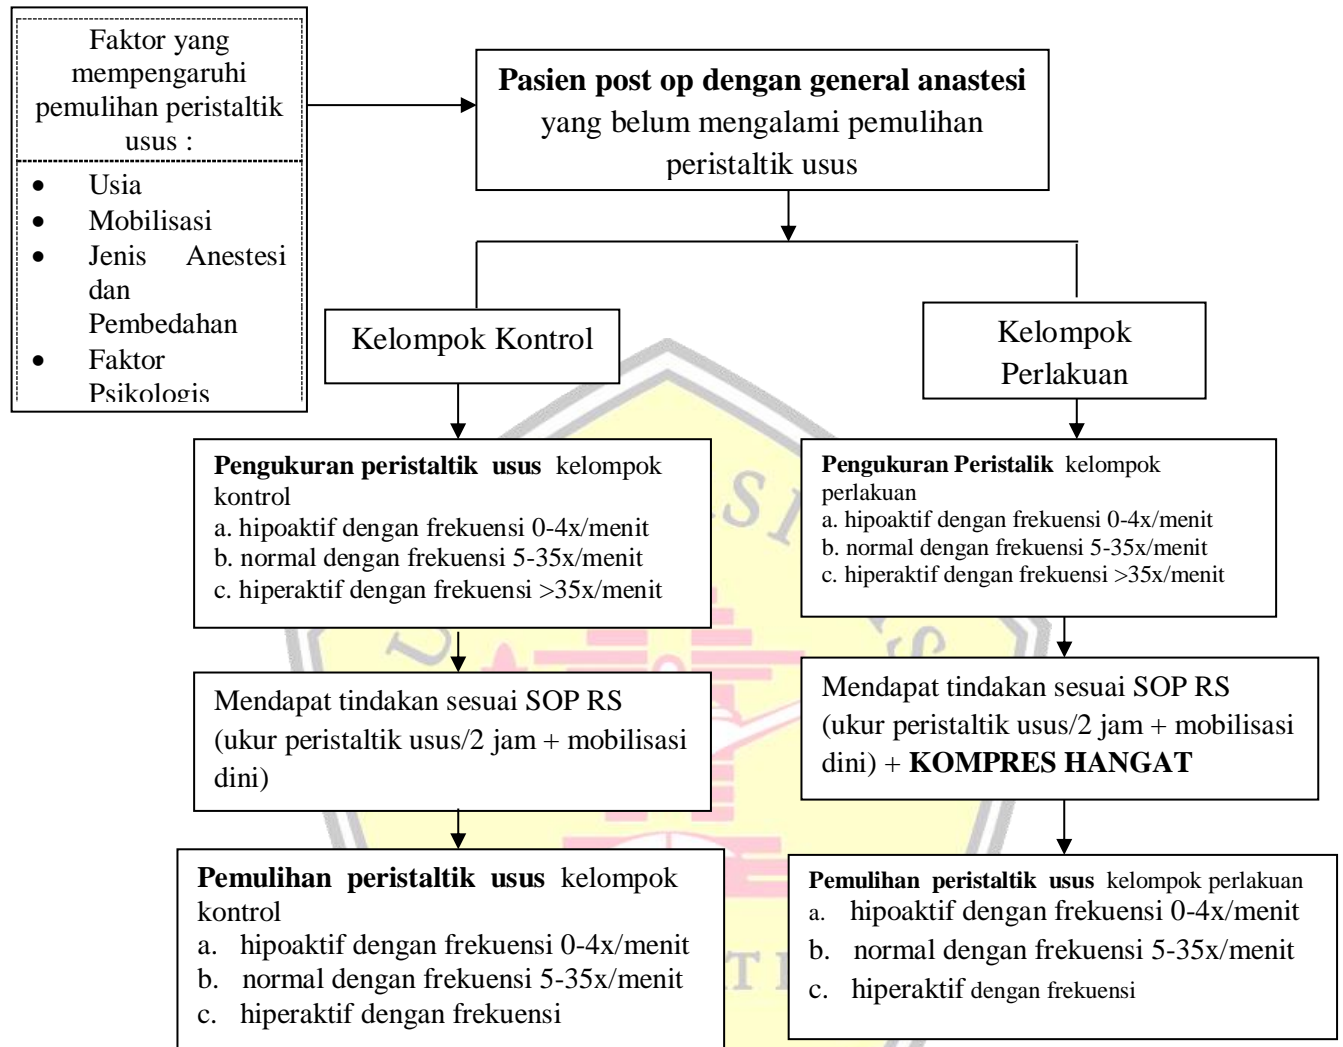 Faktor yang
mempengaruhi
pemulihan peristaltik
usus :
• Usia
• Mobilisasi
• Jenis Anestesi
dan
Pembedahan
• Faktor
Psikologis
Pasien post op dengan general anastesi
yang belum mengalami pemulihan
peristaltik usus
Kelompok Kontrol
Kelompok
Perlakuan
Pengukuran peristaltik usus kelompok
kontrol
a. hipoaktif dengan frekuensi 0-4x/menit
b. normal dengan frekuensi 5-35x/menit
c. hiperaktif dengan frekuensi >35x/menit
Pengukuran Peristalik kelompok
perlakuan
a. hipoaktif dengan frekuensi 0-4x/menit
b. normal dengan frekuensi 5-35x/menit
c. hiperaktif dengan frekuensi >35x/menit
Mendapat tindakan sesuai SOP RS
(ukur peristaltik usus/2 jam + mobilisasi
dini)
Mendapat tindakan sesuai SOP RS
(ukur peristaltik usus/2 jam + mobilisasi
dini) + KOMPRES HANGAT
Pemulihan peristaltik usus kelompok
kontrol
a. hipoaktif dengan frekuensi 0-4x/menit
b. normal dengan frekuensi 5-35x/menit
c. hiperaktif dengan frekuensi
Pemulihan peristaltik usus kelompok perlakuan
a. hipoaktif dengan frekuensi 0-4x/menit
b. normal dengan frekuensi 5-35x/menit
c. hiperaktif dengan frekuensi